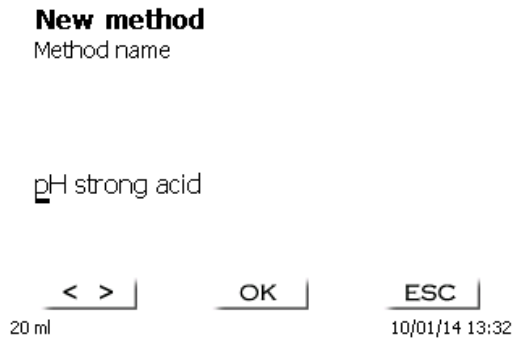 New method
Method name
pH strong acid
< > OK ESC
20 ml 10/01/14 13:32